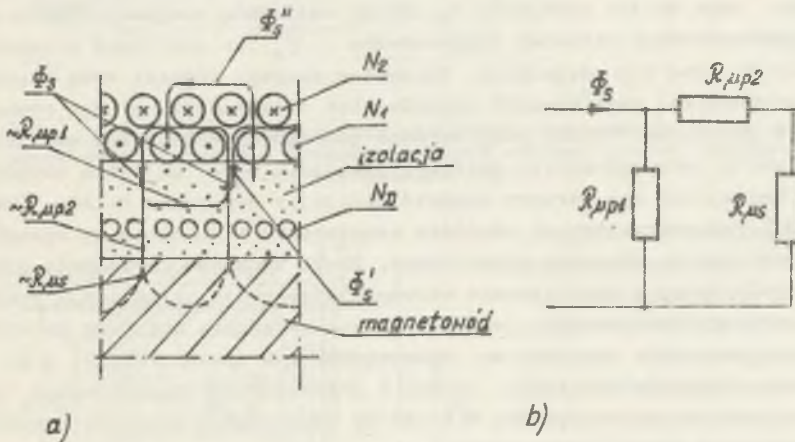 Φs"
Φs
N2
N1
~Rμp1
izolacja
~Rμp2
ND
~Rμs
Φs'
magnetowód
a)
Φs
Rμp2
Rμp1
Rμs
b)